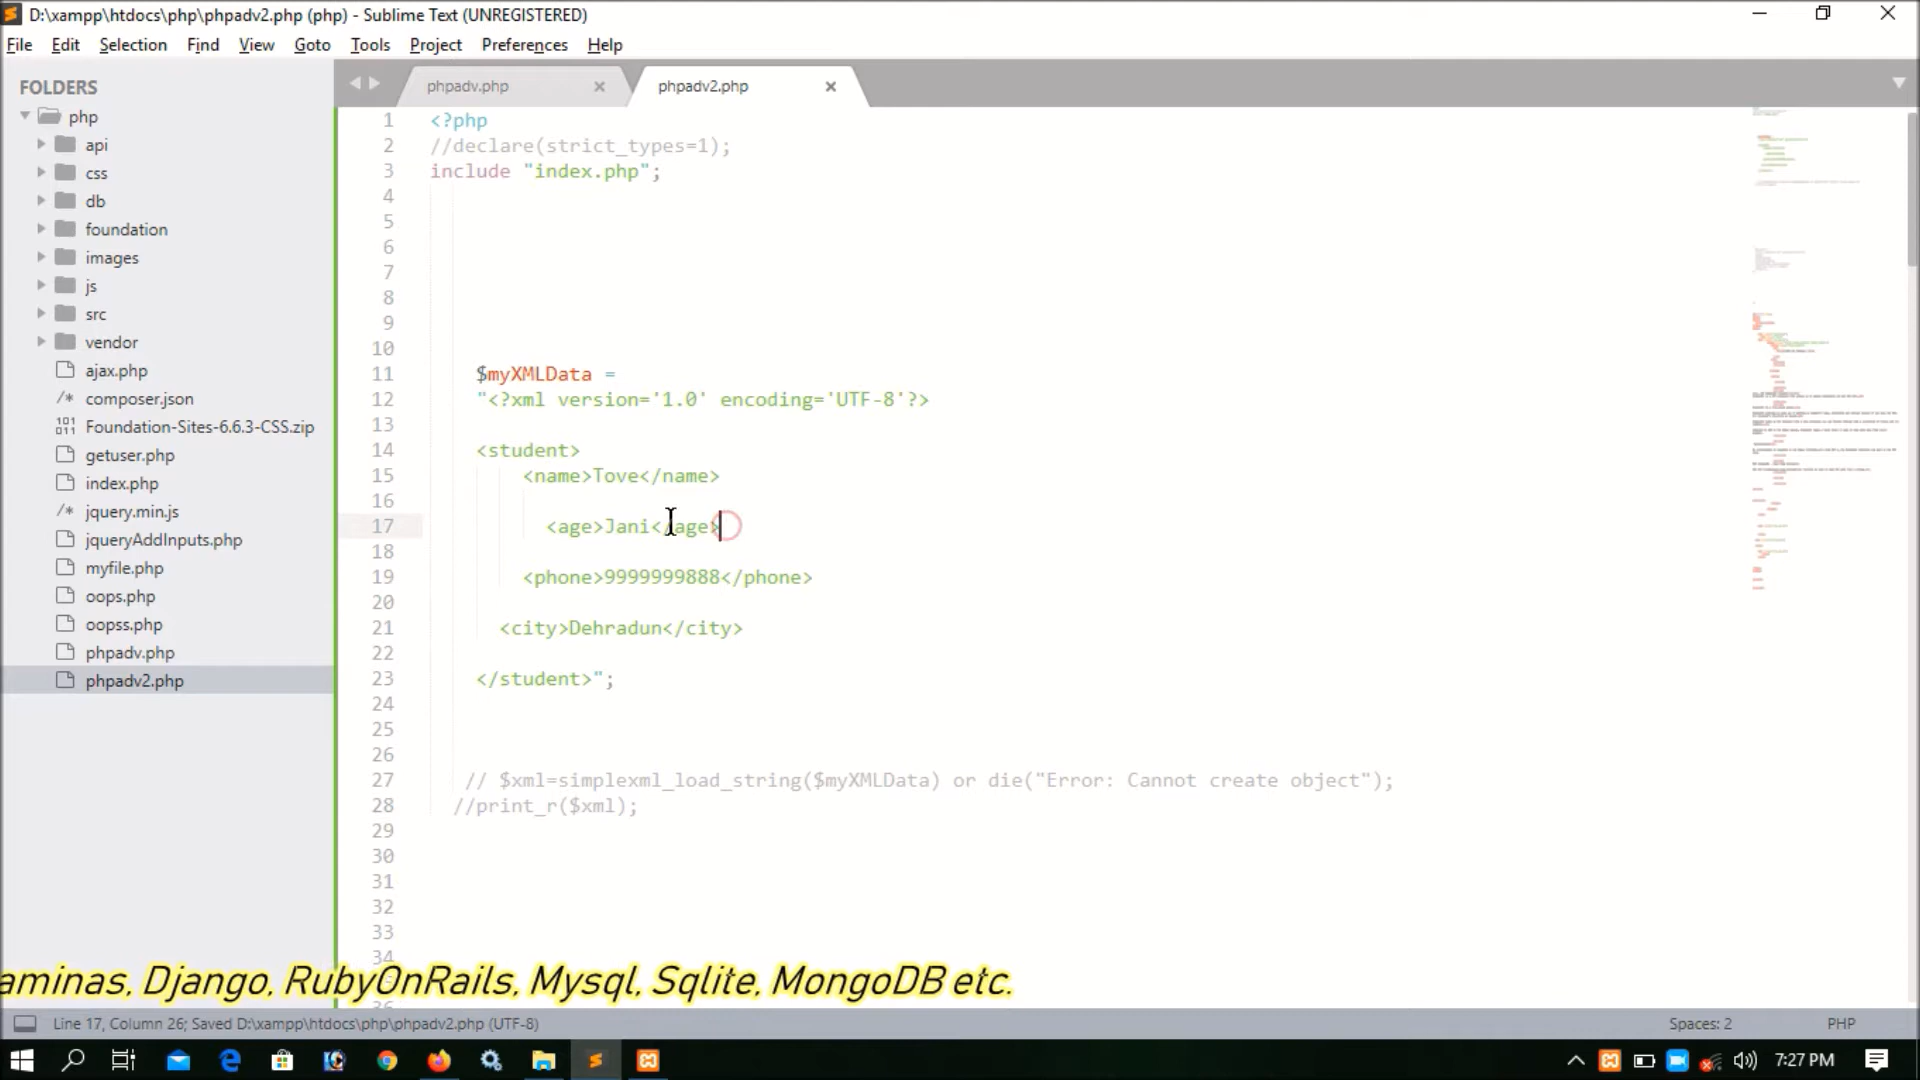 D:\xampp\htdocs\php\phpadv2.php (php) - Sublime Text (UNREGISTERED)
File Edit Selection Find View Goto Tools Project Preferences Help
FOLDERS
php
api
css
db
foundation
images
js
src
vendor
ajax.php
/* composer.json
Foundation-Sites-6.6.3-CSS.zip
getuser.php
index.php
/* jquery.min.js
jqueryAddInputs.php
myfile.php
oops.php
oopss.php
phpadv.php
phpadv2.php
phpadv.php phpadv2.php
1 <?php
2 //declare(strict_types=1);
3 include "index.php";
4
5
6
7
8
9
10
11 $myXMLData =
12 "<?xml version='1.0' encoding='UTF-8'?>
13
14 <student>
15 <name>Tove</name>
16
17 <age>Jani</age>
18
19 <phone>9999999888</phone>
20
21 <city>Dehradun</city>
22
23 </student>";
24
25
26
27 // $xml=simplexml_load_string($myXMLData) or die("Error: Cannot create object");
28 //print_r($xml);
29
30
31
32
33
34
aminas, Django, RubyOnRails, Mysql, Sqlite, MongoDB etc.
Line 17, Column 26; Saved D:\xampp\htdocs\php\phpadv2.php (UTF-8) Spaces: 2 PHP
7:27 PM